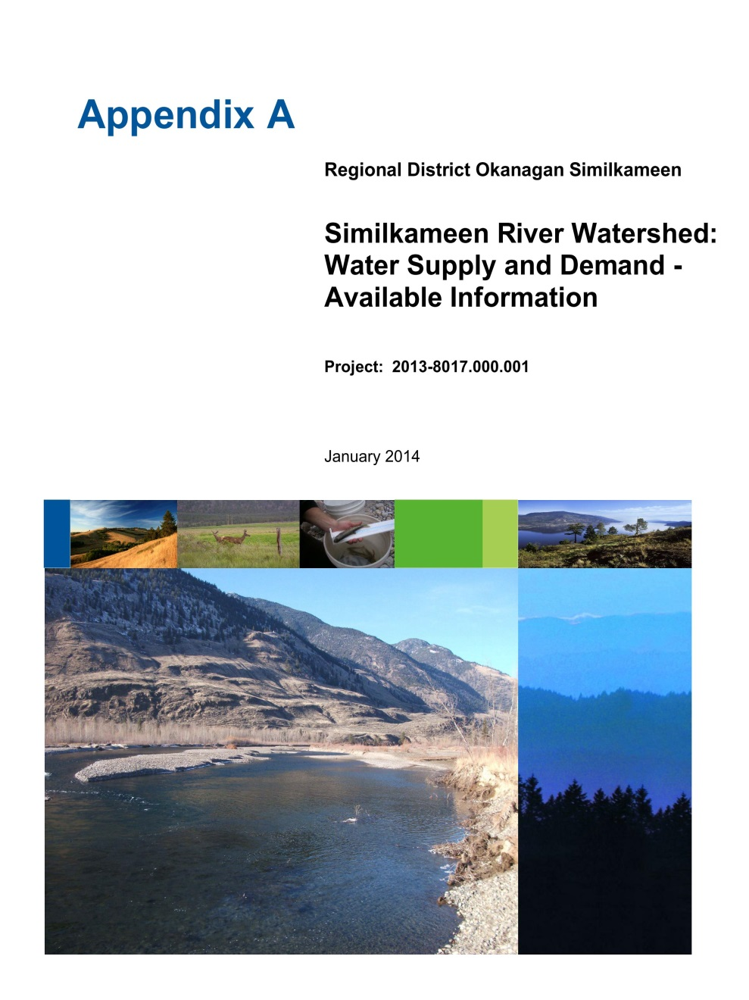 Appendix A
Regional District Okanagan Similkameen
Similkameen River Watershed:
Water Supply and Demand -
Available Information
Project: 2013-8017.000.001
January 2014